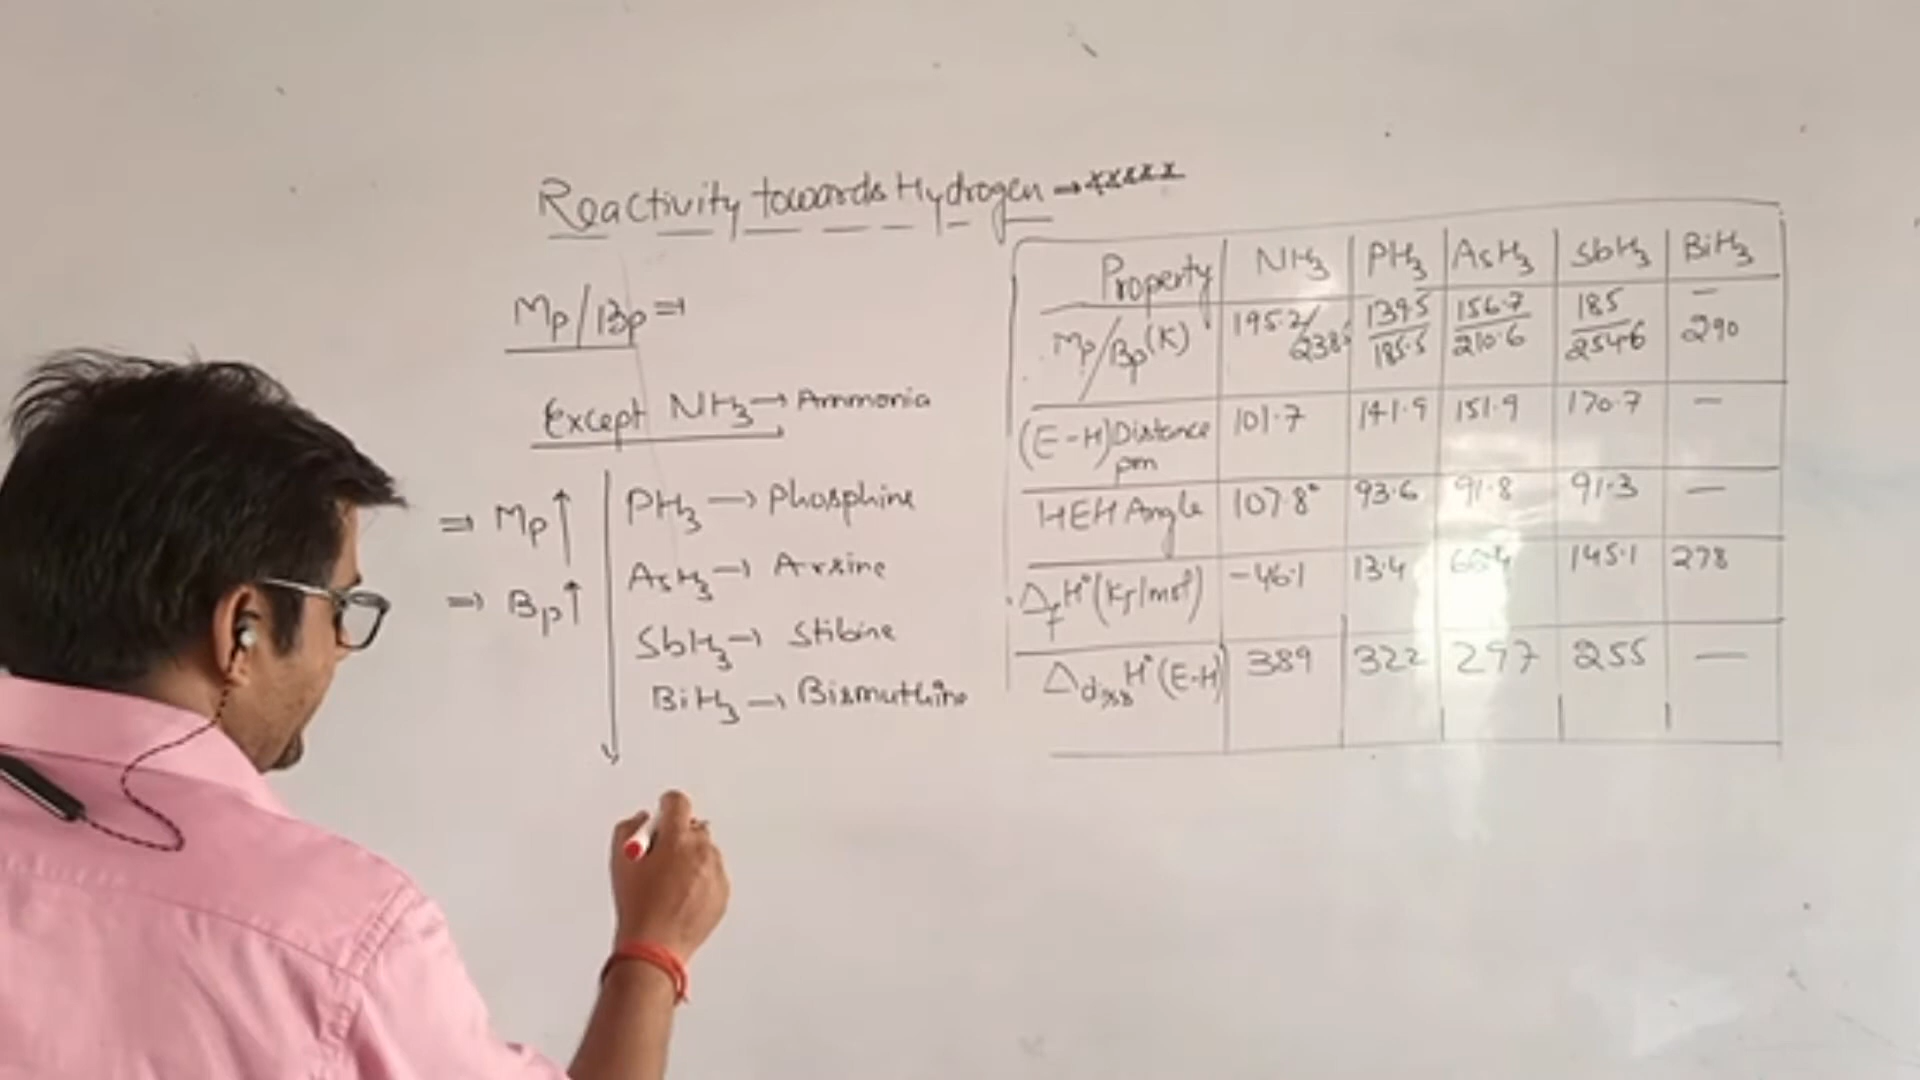 Reactivity towards Hydrogen → xxxxx
Mp/Bp ⇒
Except NH3 → Ammonia
⇒ Mp↑
⇒ Bp↑
PH3 → Phosphine
AsH3 → Arsine
SbH3 → Stibine
BiH3 → Bismuthine
Property NH3 PH3 AsH3 SbH3 BiH3
Mp/Bp(K) 195.2/238. 139.5/185.5 156.7/210.6 185/254.6 –/290
(E-H) Distance pm 101.7 141.9 151.9 170.7 –
HEH Angle 107.8° 93.6 91.8 91.3 –
ΔfH°(KJ/mol) -46.1 13.4 66.4 145.1 278
ΔdissH°(E-H) 389 322 297 255 –